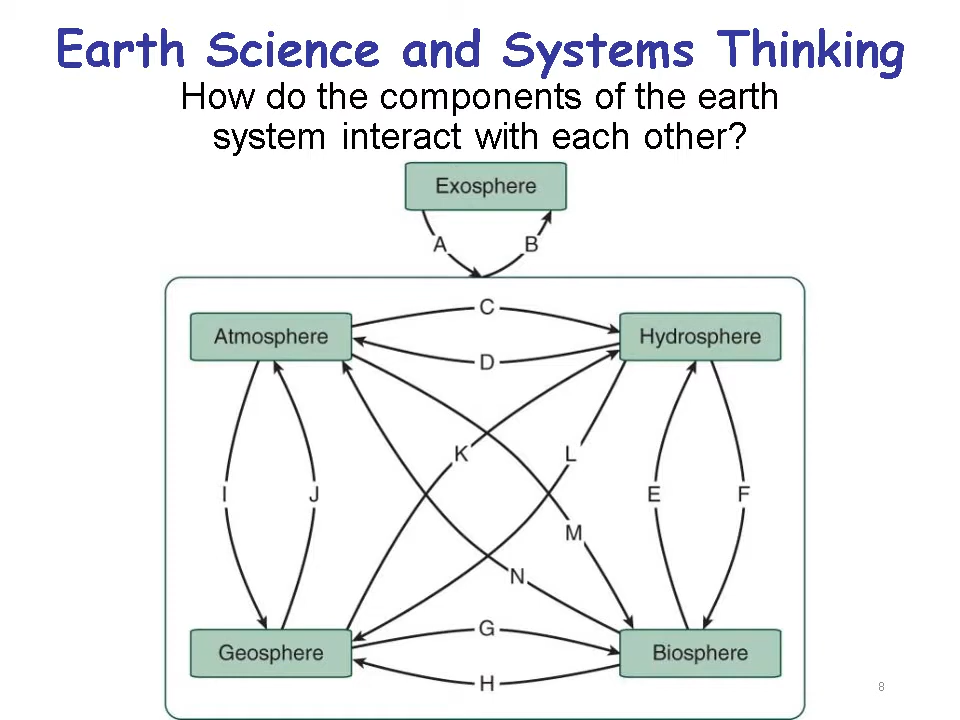 Earth Science and Systems Thinking
How do the components of the earth
system interact with each other?
Exosphere
A B
C
Atmosphere Hydrosphere
D
K L
I J E F
M
N
G
Geosphere Biosphere
H
8